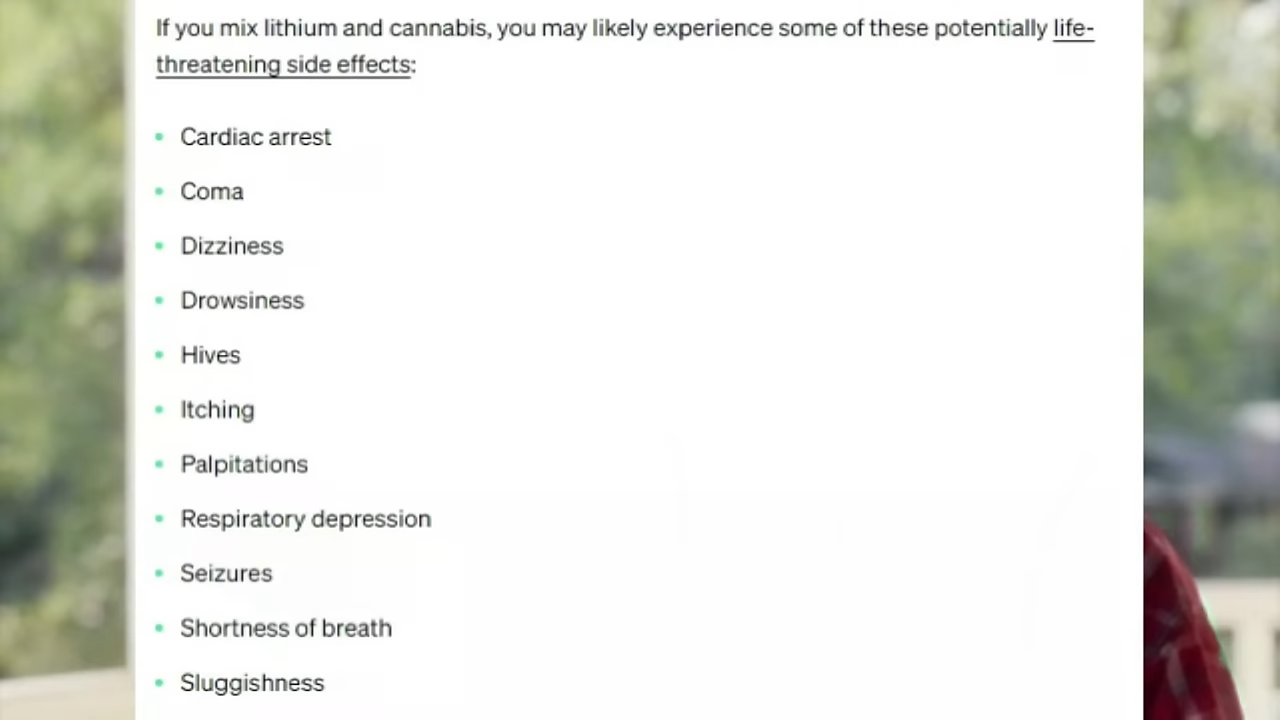 If you mix lithium and cannabis, you may likely experience some of these potentially life-
threatening side effects:
• Cardiac arrest
• Coma
• Dizziness
• Drowsiness
• Hives
• Itching
• Palpitations
• Respiratory depression
• Seizures
• Shortness of breath
• Sluggishness